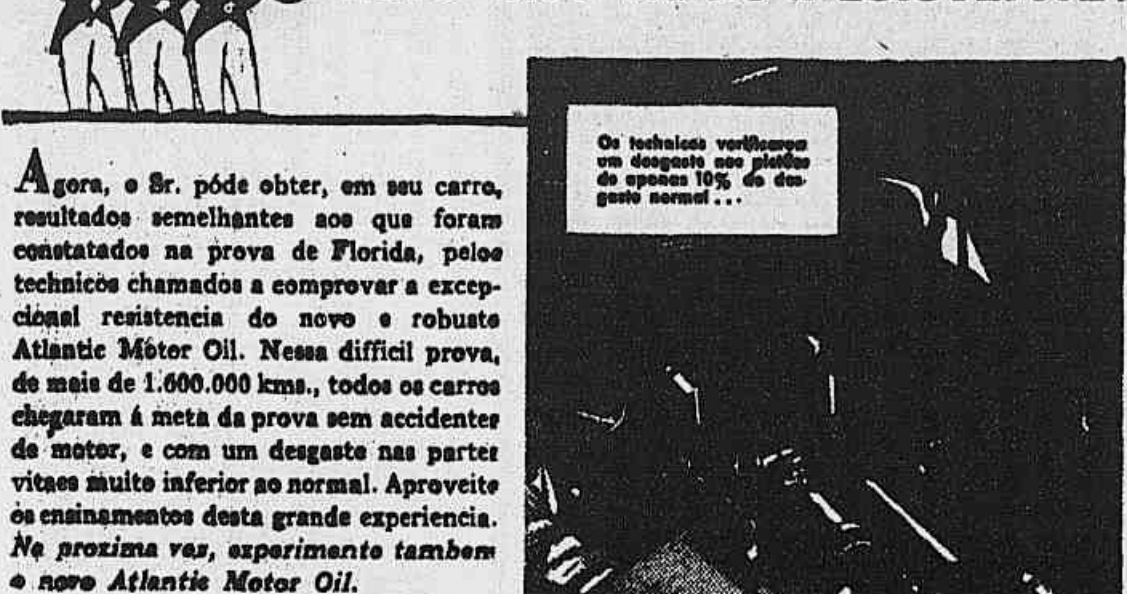 Agora, o Sr. póde obter, em seu carro,
resultados semelhantes aos que foram
constatados na prova de Florida, pelos
technicos chamados a comprovar a excep-
cional resistencia do novo e robusto
Atlantic Motor Oil. Nessa difficil prova,
de mais de 1.600.000 kms., todos os carros
chegaram á meta da prova sem accidentes
de motor, e com um desgaste nas partes
vitaes muito inferior ao normal. Aproveite
os ensinamentos desta grande experiencia.
Na proxima vez, experimente tambem
o novo Atlantic Motor Oil.
Os technicos verificaram
um desgaste nos pistões
de apenas 10% do des-
gaste normal...